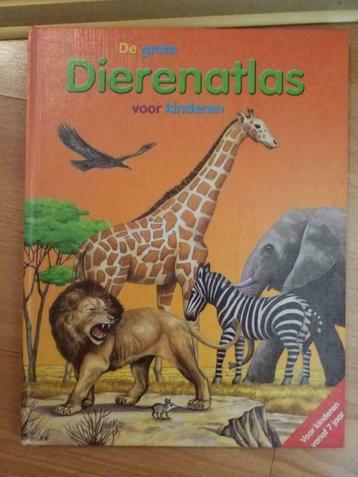 De grote
Dierenatlas
voor kinderen
Voor kinderen
vanaf 7 jaar